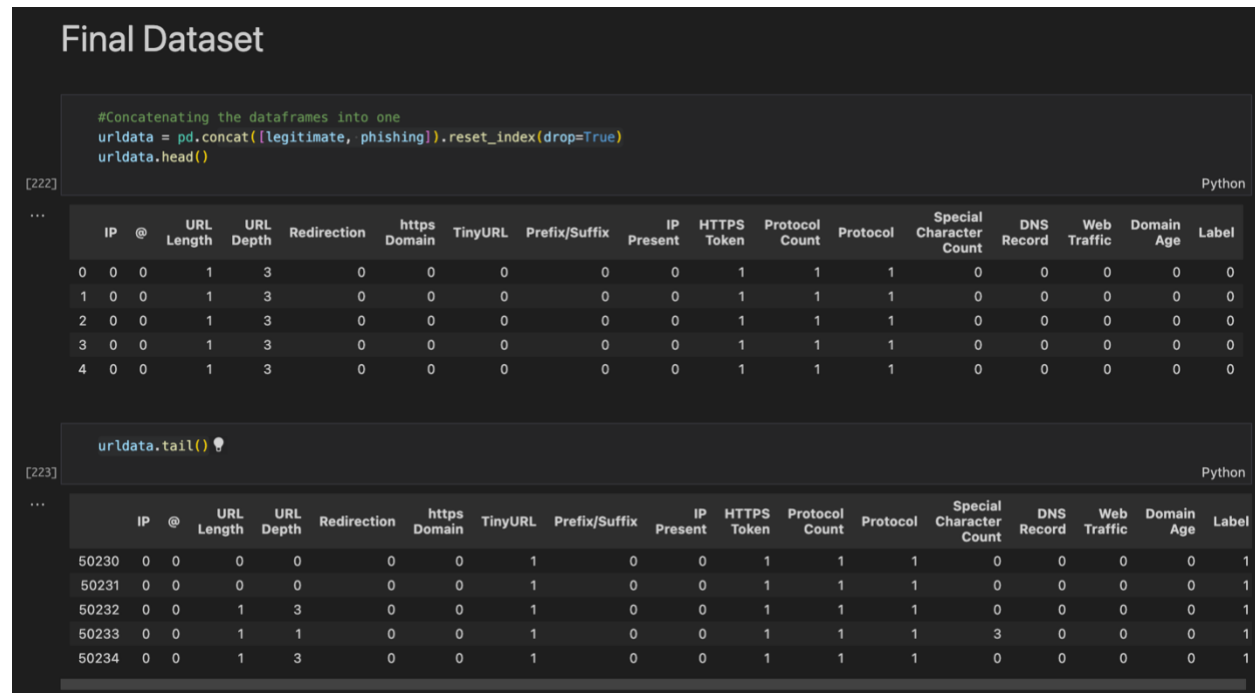 Final Dataset
#Concatenating the dataframes into one
urldata = pd.concat([legitimate, phishing]).reset_index(drop=True)
urldata.head()
[222]
Python
...
IP @ URL Length URL Depth Redirection https Domain TinyURL Prefix/Suffix IP Present HTTPS Token Protocol Count Protocol Special Character Count DNS Record Web Traffic Domain Age Label
0 0 0 1 3 0 0 0 0 0 1 1 1 0 0 0 0 0
1 0 0 1 3 0 0 0 0 0 1 1 1 0 0 0 0 0
2 0 0 1 3 0 0 0 0 0 1 1 1 0 0 0 0 0
3 0 0 1 3 0 0 0 0 0 1 1 1 0 0 0 0 0
4 0 0 1 3 0 0 0 0 0 1 1 1 0 0 0 0 0
urldata.tail()
[223]
Python
...
IP @ URL Length URL Depth Redirection https Domain TinyURL Prefix/Suffix IP Present HTTPS Token Protocol Count Protocol Special Character Count DNS Record Web Traffic Domain Age Label
50230 0 0 0 0 0 0 1 0 0 1 1 1 0 0 0 0 1
50231 0 0 0 0 0 0 1 0 0 1 1 1 0 0 0 0 1
50232 0 0 1 3 0 0 1 0 0 1 1 1 0 0 0 0 1
50233 0 0 1 1 0 0 1 0 0 1 1 1 3 0 0 0 1
50234 0 0 1 3 0 0 1 0 0 1 1 1 0 0 0 0 1